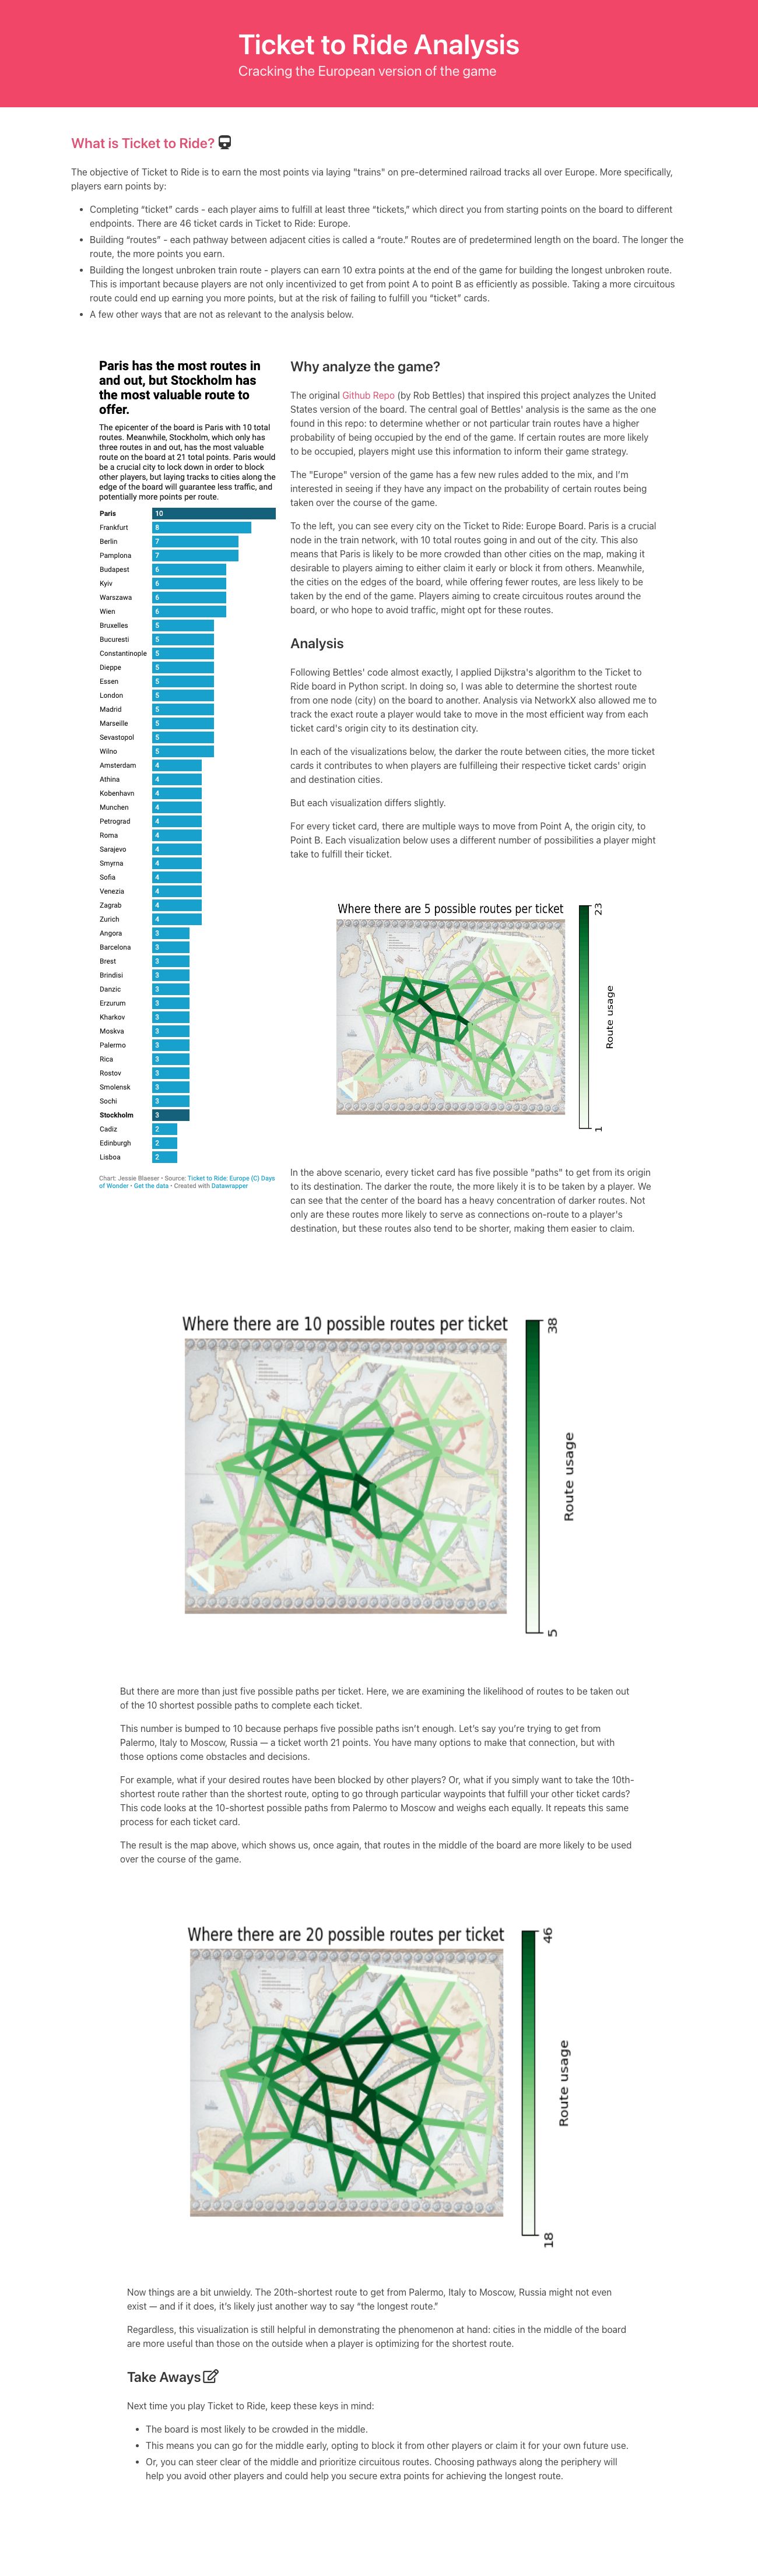 Ticket to Ride Analysis
Cracking the European version of the game
What is Ticket to Ride?
The objective of Ticket to Ride is to earn the most points via laying "trains" on pre-determined railroad tracks all over Europe. More specifically,
players earn points by:
• Completing “ticket” cards - each player aims to fulfill at least three “tickets,” which direct you from starting points on the board to different
endpoints. There are 46 ticket cards in Ticket to Ride: Europe.
• Building “routes” - each pathway between adjacent cities is called a “route.” Routes are of predetermined length on the board. The longer the
route, the more points you earn.
• Building the longest unbroken train route - players can earn 10 extra points at the end of the game for building the longest unbroken route.
This is important because players are not only incentivized to get from point A to point B as efficiently as possible. Taking a more circuitous
route could end up earning you more points, but at the risk of failing to fulfill you “ticket” cards.
• A few other ways that are not as relevant to the analysis below.
Paris has the most routes in
and out, but Stockholm has
the most valuable route to
offer.
The epicenter of the board is Paris with 10 total
routes. Meanwhile, Stockholm, which only has
three routes in and out, has the most valuable
route on the board at 21 total points. Paris would
be a crucial city to lock down in order to block
other players, but laying tracks to cities along the
edge of the board will guarantee less traffic, and
potentially more points per route.
Paris 10
Frankfurt 8
Berlin 7
Pamplona 7
Budapest 6
Kyiv 6
Warszawa 6
Wien 6
Bruxelles 5
Bucuresti 5
Constantinople 5
Dieppe 5
Essen 5
London 5
Madrid 5
Marseille 5
Sevastopol 5
Wilno 5
Amsterdam 4
Athina 4
Kobenhavn 4
Munchen 4
Petrograd 4
Roma 4
Sarajevo 4
Smyrna 4
Sofia 4
Venezia 4
Zagrab 4
Zurich 4
Angora 3
Barcelona 3
Brest 3
Brindisi 3
Danzic 3
Erzurum 3
Kharkov 3
Moskva 3
Palermo 3
Rica 3
Rostov 3
Smolensk 3
Sochi 3
Stockholm 3
Cadiz 2
Edinburgh 2
Lisboa 2
Chart: Jessie Blaeser • Source: Ticket to Ride: Europe (C) Days
of Wonder • Get the data • Created with Datawrapper
Why analyze the game?
The original Github Repo (by Rob Bettles) that inspired this project analyzes the United
States version of the board. The central goal of Bettles' analysis is the same as the one
found in this repo: to determine whether or not particular train routes have a higher
probability of being occupied by the end of the game. If certain routes are more likely
to be occupied, players might use this information to inform their game strategy.
The "Europe" version of the game has a few new rules added to the mix, and I’m
interested in seeing if they have any impact on the probability of certain routes being
taken over the course of the game.
To the left, you can see every city on the Ticket to Ride: Europe Board. Paris is a crucial
node in the train network, with 10 total routes going in and out of the city. This also
means that Paris is likely to be more crowded than other cities on the map, making it
desirable to players aiming to either claim it early or block it from others. Meanwhile,
the cities on the edges of the board, while offering fewer routes, are less likely to be
taken by the end of the game. Players aiming to create circuitous routes around the
board, or who hope to avoid traffic, might opt for these routes.
Analysis
Following Bettles' code almost exactly, I applied Dijkstra's algorithm to the Ticket to
Ride board in Python script. In doing so, I was able to determine the shortest route
from one node (city) on the board to another. Analysis via NetworkX also allowed me to
track the exact route a player would take to move in the most efficient way from each
ticket card's origin city to its destination city.
In each of the visualizations below, the darker the route between cities, the more ticket
cards it contributes to when players are fulfilleing their respective ticket cards' origin
and destination cities.
But each visualization differs slightly.
For every ticket card, there are multiple ways to move from Point A, the origin city, to
Point B. Each visualization below uses a different number of possibilities a player might
take to fulfill their ticket.
Where there are 5 possible routes per ticket
23
Route usage
1
In the above scenario, every ticket card has five possible "paths" to get from its origin
to its destination. The darker the route, the more likely it is to be taken by a player. We
can see that the center of the board has a heavy concentration of darker routes. Not
only are these routes more likely to serve as connections on-route to a player's
destination, but these routes also tend to be shorter, making them easier to claim.
Where there are 10 possible routes per ticket
38
Route usage
5
But there are more than just five possible paths per ticket. Here, we are examining the likelihood of routes to be taken out
of the 10 shortest possible paths to complete each ticket.
This number is bumped to 10 because perhaps five possible paths isn’t enough. Let’s say you’re trying to get from
Palermo, Italy to Moscow, Russia — a ticket worth 21 points. You have many options to make that connection, but with
those options come obstacles and decisions.
For example, what if your desired routes have been blocked by other players? Or, what if you simply want to take the 10th-
shortest route rather than the shortest route, opting to go through particular waypoints that fulfill your other ticket cards?
This code looks at the 10-shortest possible paths from Palermo to Moscow and weighs each equally. It repeats this same
process for each ticket card.
The result is the map above, which shows us, once again, that routes in the middle of the board are more likely to be used
over the course of the game.
Where there are 20 possible routes per ticket
46
Route usage
18
Now things are a bit unwieldy. The 20th-shortest route to get from Palermo, Italy to Moscow, Russia might not even
exist — and if it does, it’s likely just another way to say “the longest route.”
Regardless, this visualization is still helpful in demonstrating the phenomenon at hand: cities in the middle of the board
are more useful than those on the outside when a player is optimizing for the shortest route.
Take Aways
Next time you play Ticket to Ride, keep these keys in mind:
• The board is most likely to be crowded in the middle.
• This means you can go for the middle early, opting to block it from other players or claim it for your own future use.
• Or, you can steer clear of the middle and prioritize circuitous routes. Choosing pathways along the periphery will
help you avoid other players and could help you secure extra points for achieving the longest route.